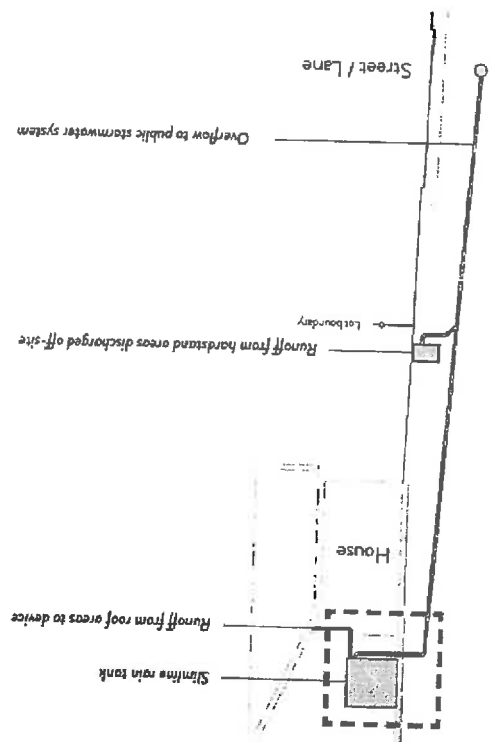 Slimline rain tank
Runoff from roof areas to device
House
Runoff from hardstand areas discharged off-site
Lot boundary
Overflow to public stormwater system
Street / Lane